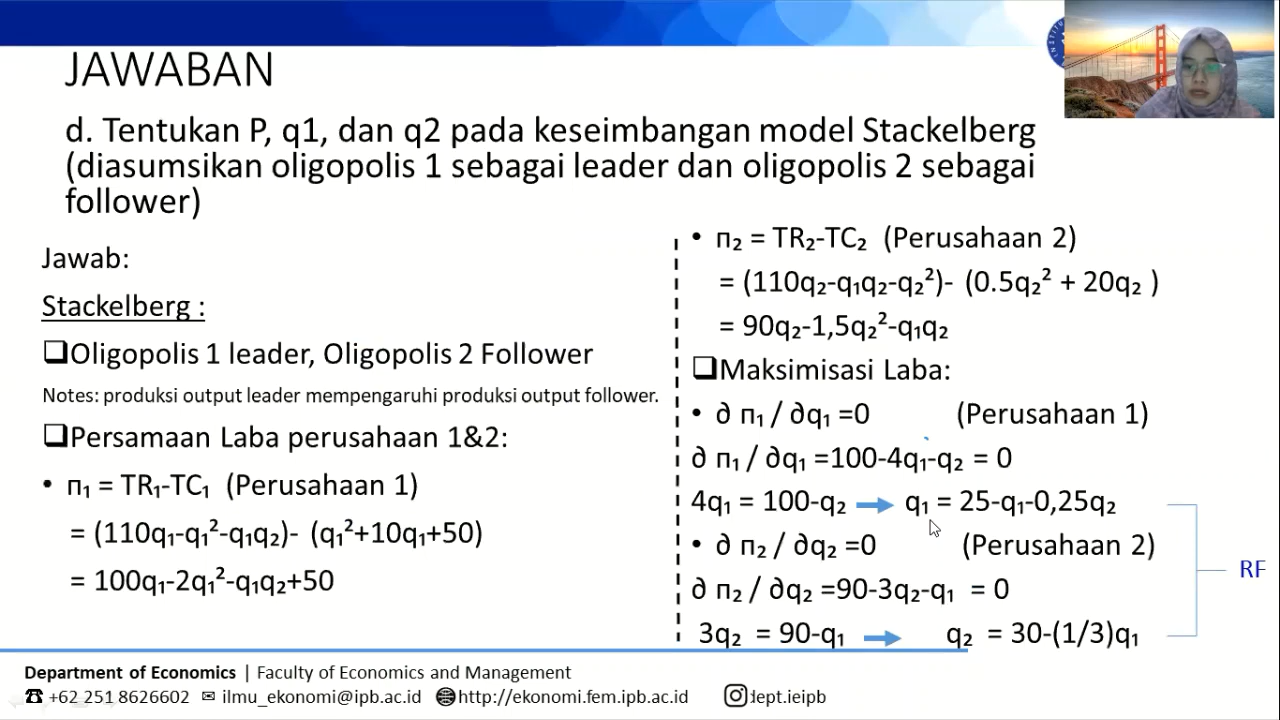 JAWABAN
d. Tentukan P, q1, dan q2 pada keseimbangan model Stackelberg
(diasumsikan oligopolis 1 sebagai leader dan oligopolis 2 sebagai
follower)
Jawab:
Stackelberg :
❑Oligopolis 1 leader, Oligopolis 2 Follower
Notes: produksi output leader mempengaruhi produksi output follower.
❑Persamaan Laba perusahaan 1&2:
• π₁ = TR₁-TC₁ (Perusahaan 1)
= (110q₁-q₁²-q₁q₂)- (q₁²+10q₁+50)
= 100q₁-2q₁²-q₁q₂+50
• π₂ = TR₂-TC₂ (Perusahaan 2)
= (110q₂-q₁q₂-q₂²)- (0.5q₂² + 20q₂ )
= 90q₂-1,5q₂²-q₁q₂
❑Maksimisasi Laba:
• ∂ π₁ / ∂q₁ =0 (Perusahaan 1)
∂ π₁ / ∂q₁ =100-4q₁-q₂ = 0
4q₁ = 100-q₂ → q₁ = 25-q₁-0,25q₂
• ∂ π₂ / ∂q₂ =0 (Perusahaan 2)
∂ π₂ / ∂q₂ =90-3q₂-q₁ = 0
3q₂ = 90-q₁ → q₂ = 30-(1/3)q₁
RF
Department of Economics | Faculty of Economics and Management
☎ +62 251 8626602 ✉ ilmu_ekonomi@ipb.ac.id http://ekonomi.fem.ipb.ac.id dept.ieipb